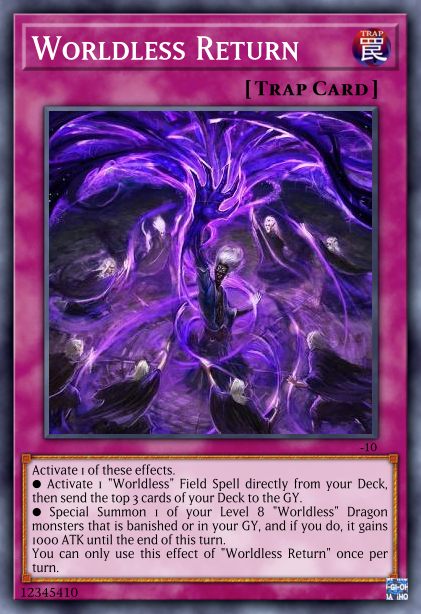 WORLDLESS RETURN
TRAP
罠
[TRAP CARD]
-10
Activate 1 of these effects.
● Activate 1 "Worldless" Field Spell directly from your Deck,
then send the top 3 cards of your Deck to the GY.
● Special Summon 1 of your Level 8 "Worldless" Dragon
monsters that is banished or in your GY, and if you do, it gains
1000 ATK until the end of this turn.
You can only use this effect of "Worldless Return" once per
turn.
12345410